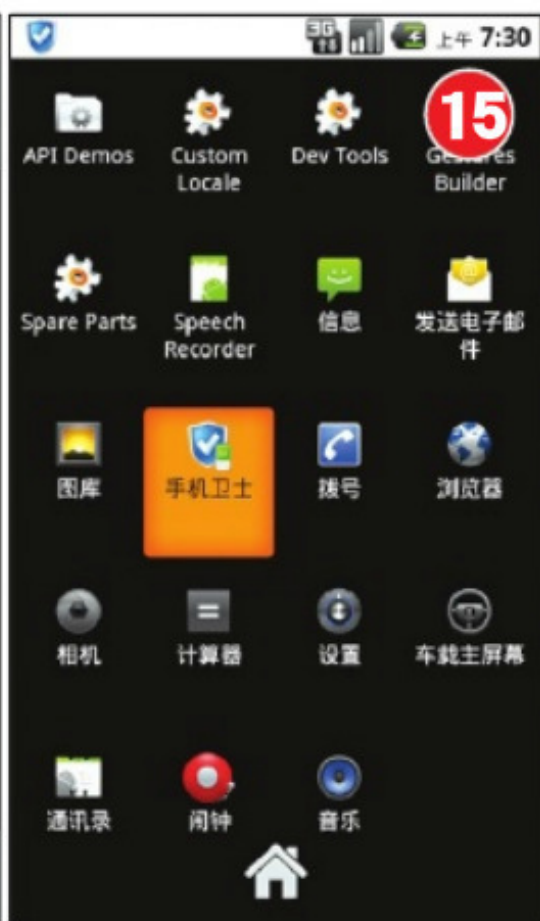 3G 上午 7:30
15
API Demos Custom Dev Tools Gestures
Locale Builder
Spare Parts Speech 信息 发送电子邮
Recorder 件
图库 手机卫士 拨号 浏览器
相机 计算器 设置 车载主屏幕
通讯录 闹钟 音乐